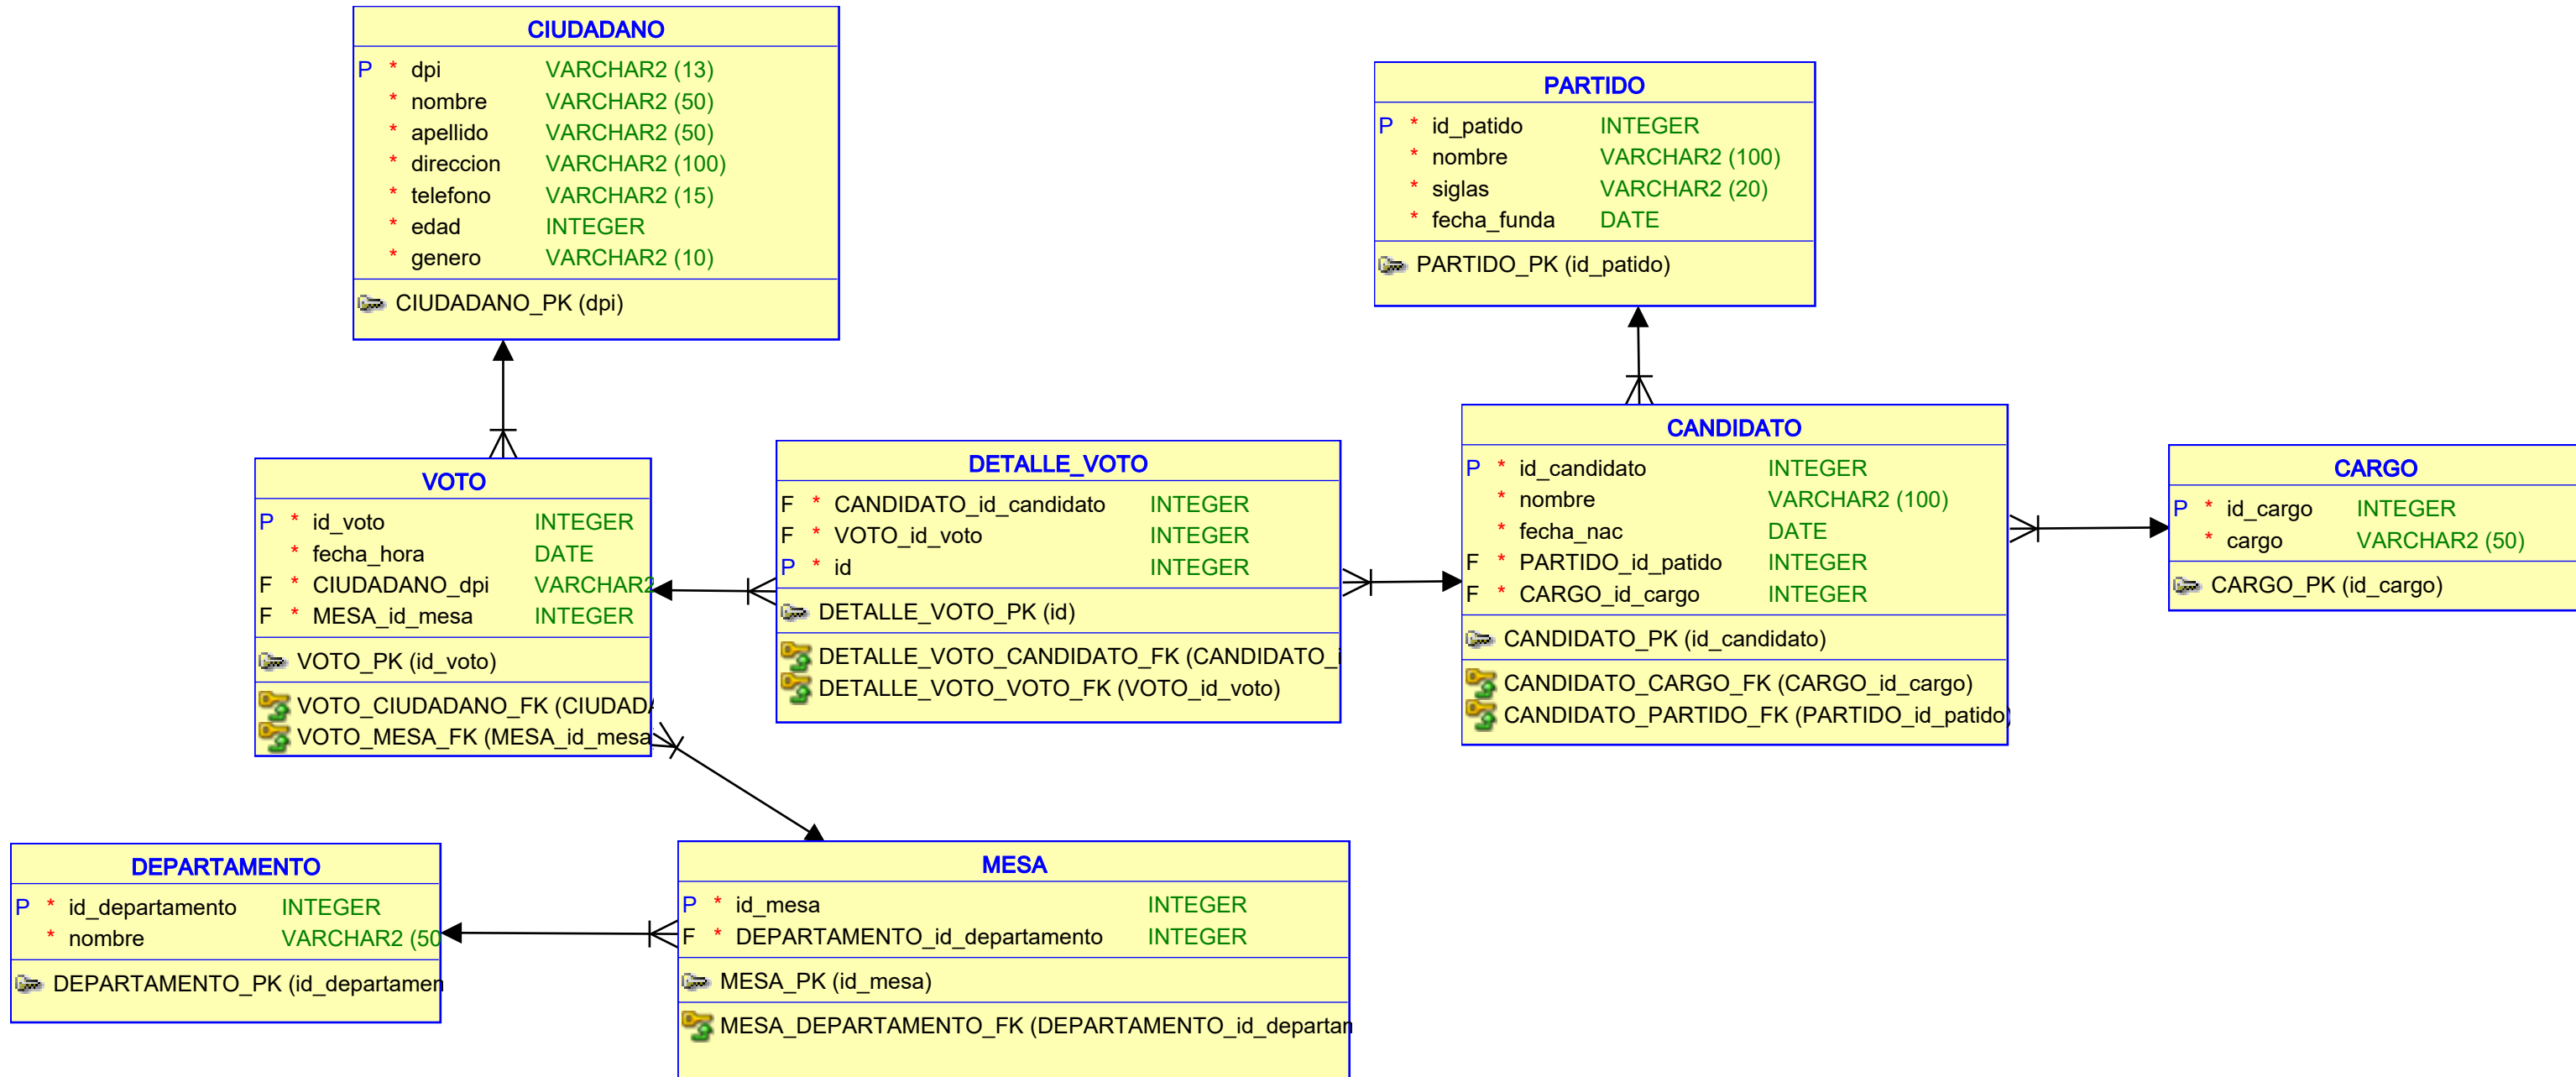 CIUDADANO
P * dpi VARCHAR2 (13)
* nombre VARCHAR2 (50)
* apellido VARCHAR2 (50)
* direccion VARCHAR2 (100)
* telefono VARCHAR2 (15)
* edad INTEGER
* genero VARCHAR2 (10)
CIUDADANO_PK (dpi)
PARTIDO
P * id_patido INTEGER
* nombre VARCHAR2 (100)
* siglas VARCHAR2 (20)
* fecha_funda DATE
PARTIDO_PK (id_patido)
VOTO
P * id_voto INTEGER
* fecha_hora DATE
F * CIUDADANO_dpi VARCHAR2
F * MESA_id_mesa INTEGER
VOTO_PK (id_voto)
VOTO_CIUDADANO_FK (CIUDADA
VOTO_MESA_FK (MESA_id_mesa
DETALLE_VOTO
F * CANDIDATO_id_candidato INTEGER
F * VOTO_id_voto INTEGER
P * id INTEGER
DETALLE_VOTO_PK (id)
DETALLE_VOTO_CANDIDATO_FK (CANDIDATO_i
DETALLE_VOTO_VOTO_FK (VOTO_id_voto)
CANDIDATO
P * id_candidato INTEGER
* nombre VARCHAR2 (100)
* fecha_nac DATE
F * PARTIDO_id_patido INTEGER
F * CARGO_id_cargo INTEGER
CANDIDATO_PK (id_candidato)
CANDIDATO_CARGO_FK (CARGO_id_cargo)
CANDIDATO_PARTIDO_FK (PARTIDO_id_patido)
CARGO
P * id_cargo INTEGER
* cargo VARCHAR2 (50)
CARGO_PK (id_cargo)
DEPARTAMENTO
P * id_departamento INTEGER
* nombre VARCHAR2 (50
DEPARTAMENTO_PK (id_departamen
MESA
P * id_mesa INTEGER
F * DEPARTAMENTO_id_departamento INTEGER
MESA_PK (id_mesa)
MESA_DEPARTAMENTO_FK (DEPARTAMENTO_id_departam